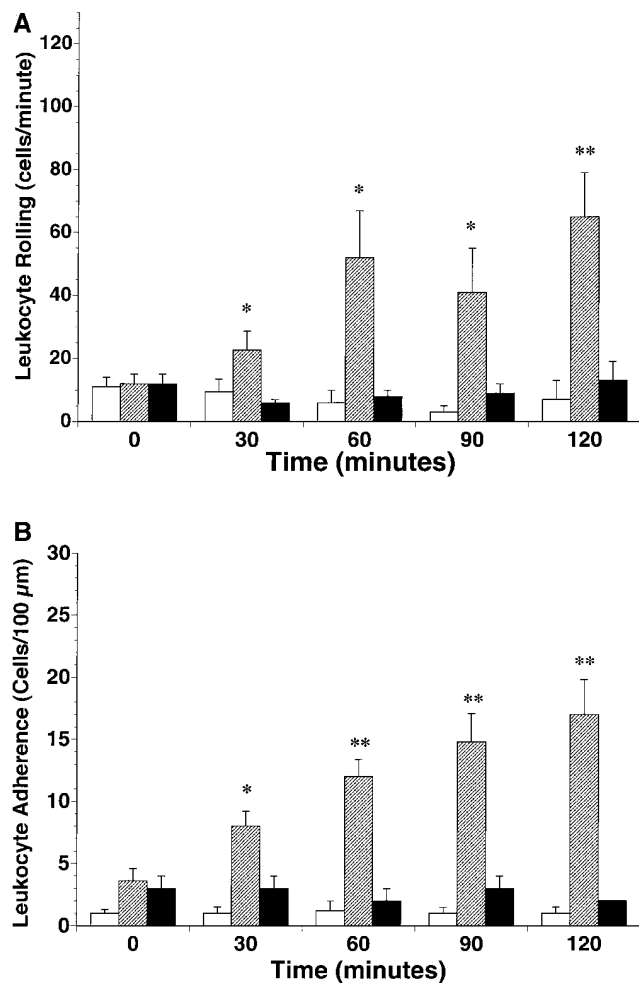 A
Leukocyte Rolling (cells/minute)
120
100
80
60
40
20
0
*
*
*
**
0 30 60 90 120
Time (minutes)
B
Leukocyte Adherence (Cells/100 µm)
30
25
20
15
10
5
0
*
**
**
**
0 30 60 90 120
Time (minutes)